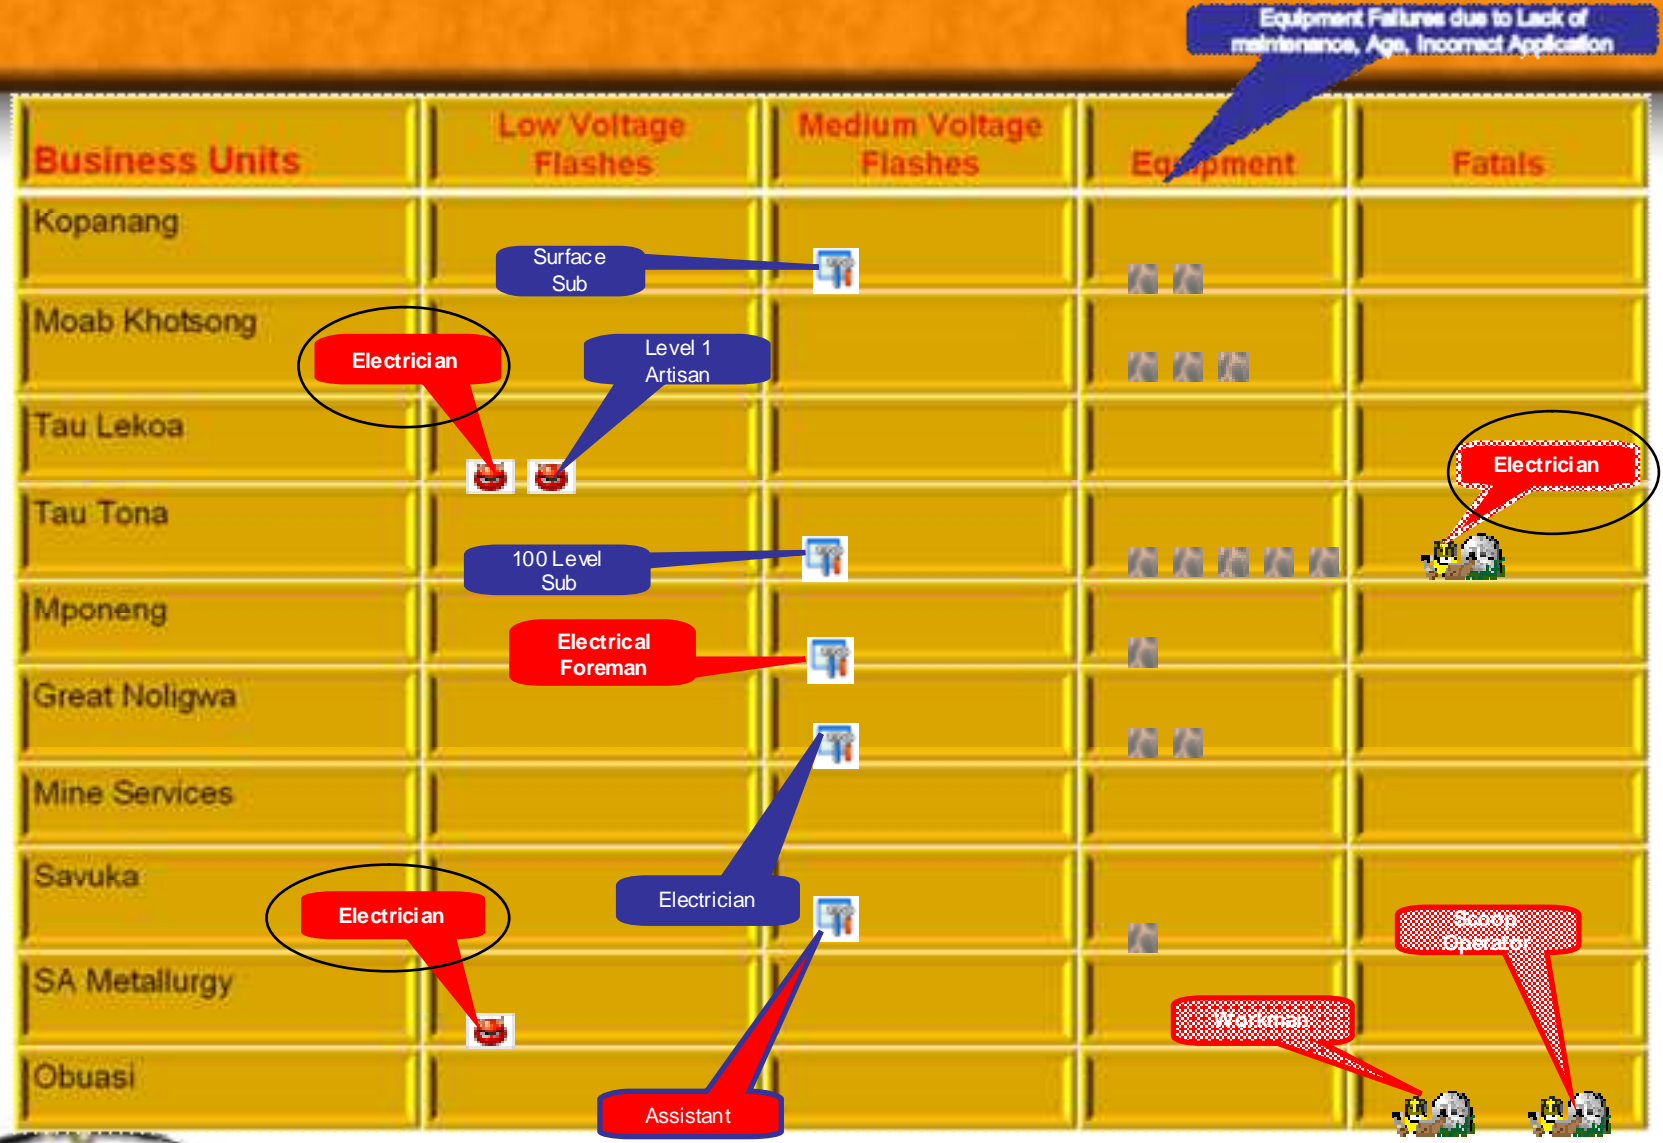 Equipment Failures due to Lack of
maintenance, Age, Incorrect Application
Business Units
Low Voltage
Flashes
Medium Voltage
Flashes
Equipment
Fatals
Kopanang
Surface
Sub
Moab Khotsong
Electrician
Level 1
Artisan
Tau Lekoa
Electrician
Tau Tona
100 Level
Sub
Mponeng
Electrical
Foreman
Great Noligwa
Mine Services
Savuka
Electrician
Electrician
Scoop
Operator
SA Metallurgy
Workman
Obuasi
Assistant